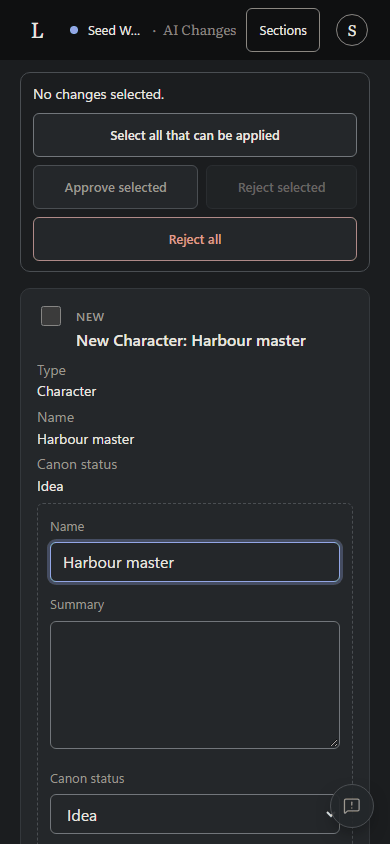 L
Seed W... · AI Changes
Sections
S
No changes selected.
Select all that can be applied
Approve selected
Reject selected
Reject all
NEW
New Character: Harbour master
Type
Character
Name
Harbour master
Canon status
Idea
Name
Harbour master
Summary
Canon status
Idea